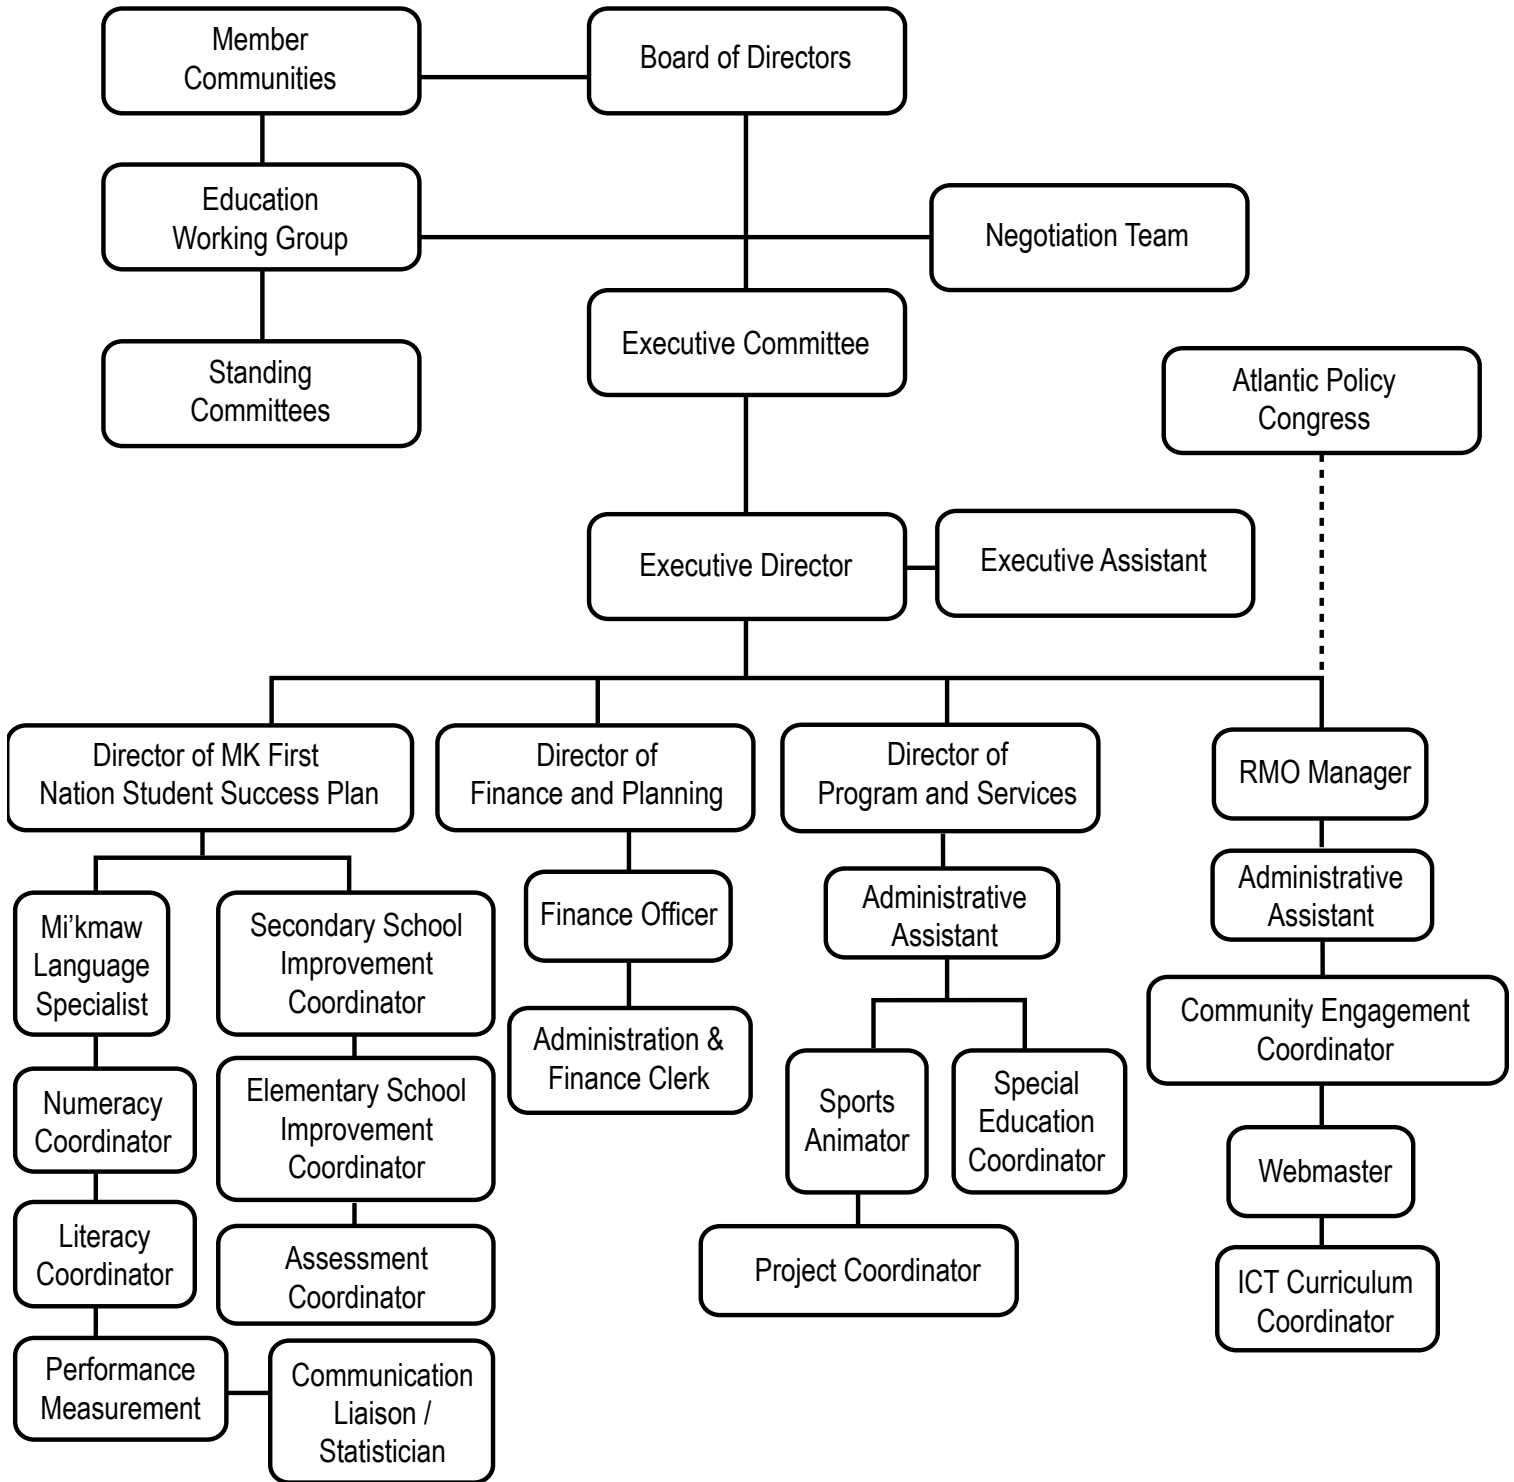 Member
Communities
Board of Directors
Education
Working Group
Negotiation Team
Executive Committee
Standing
Committees
Atlantic Policy
Congress
Executive Director
Executive Assistant
Director of MK First
Nation Student Success Plan
Director of
Finance and Planning
Director of
Program and Services
RMO Manager
Mi’kmaw
Language
Specialist
Secondary School
Improvement
Coordinator
Finance Officer
Administrative
Assistant
Administrative
Assistant
Numeracy
Coordinator
Elementary School
Improvement
Coordinator
Administration &
Finance Clerk
Sports
Animator
Special
Education
Coordinator
Community Engagement
Coordinator
Literacy
Coordinator
Assessment
Coordinator
Project Coordinator
Webmaster
ICT Curriculum
Coordinator
Performance
Measurement
Communication
Liaison /
Statistician